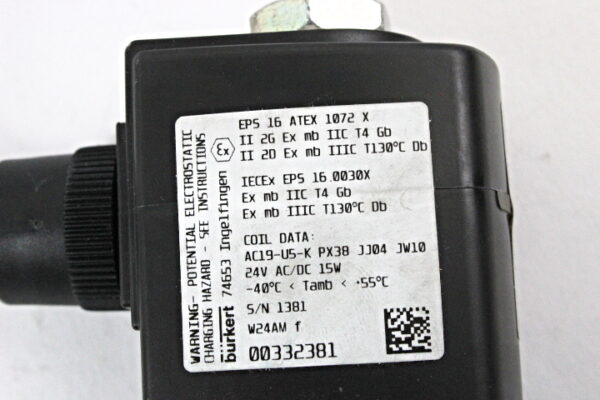 EPS 16 ATEX 1072 X
II 2G Ex mb IIC T4 Gb
II 2D Ex mb IIIC T130°C Db
IECEx EPS 16.0030X
Ex mb IIC T4 Gb
Ex mb IIIC T130°C Db
COIL DATA:
AC19-U5-K PX38 JJ04 JW10
24V AC/DC 15W
-40°C < Tamb < +55°C
S/N 1381
W24AM f
00332381
WARNING- POTENTIAL ELECTROSTATIC
CHARGING HAZARD - SEE INSTRUCTIONS
bürkert 74653 Ingelfingen
Ex